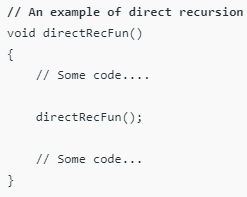 // An example of direct recursion
void directRecFun()
{
    // Some code....
    directRecFun();
    // Some code...
}